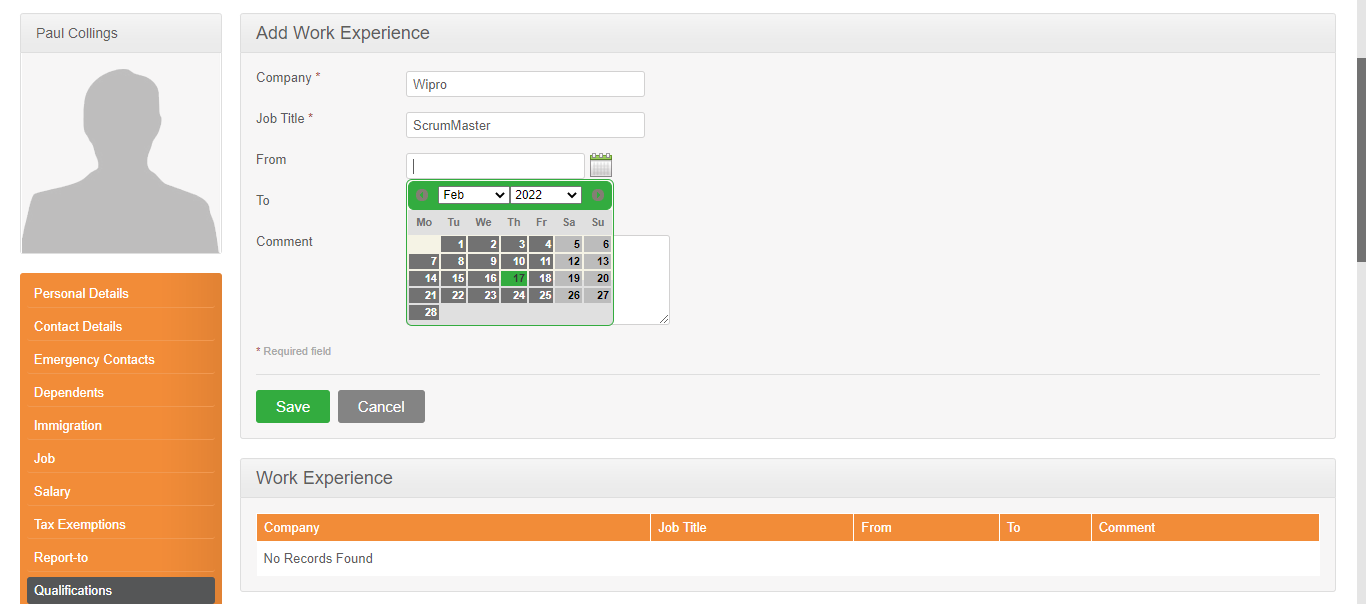 Paul Collings
Personal Details
Contact Details
Emergency Contacts
Dependents
Immigration
Job
Salary
Tax Exemptions
Report-to
Qualifications
Add Work Experience
Company *
Wipro
Job Title *
ScrumMaster
From
To
Feb 2022
Mo Tu We Th Fr Sa Su
1 2 3 4 5 6
7 8 9 10 11 12 13
14 15 16 17 18 19 20
21 22 23 24 25 26 27
28
Comment
* Required field
Save Cancel
Work Experience
Company Job Title From To Comment
No Records Found